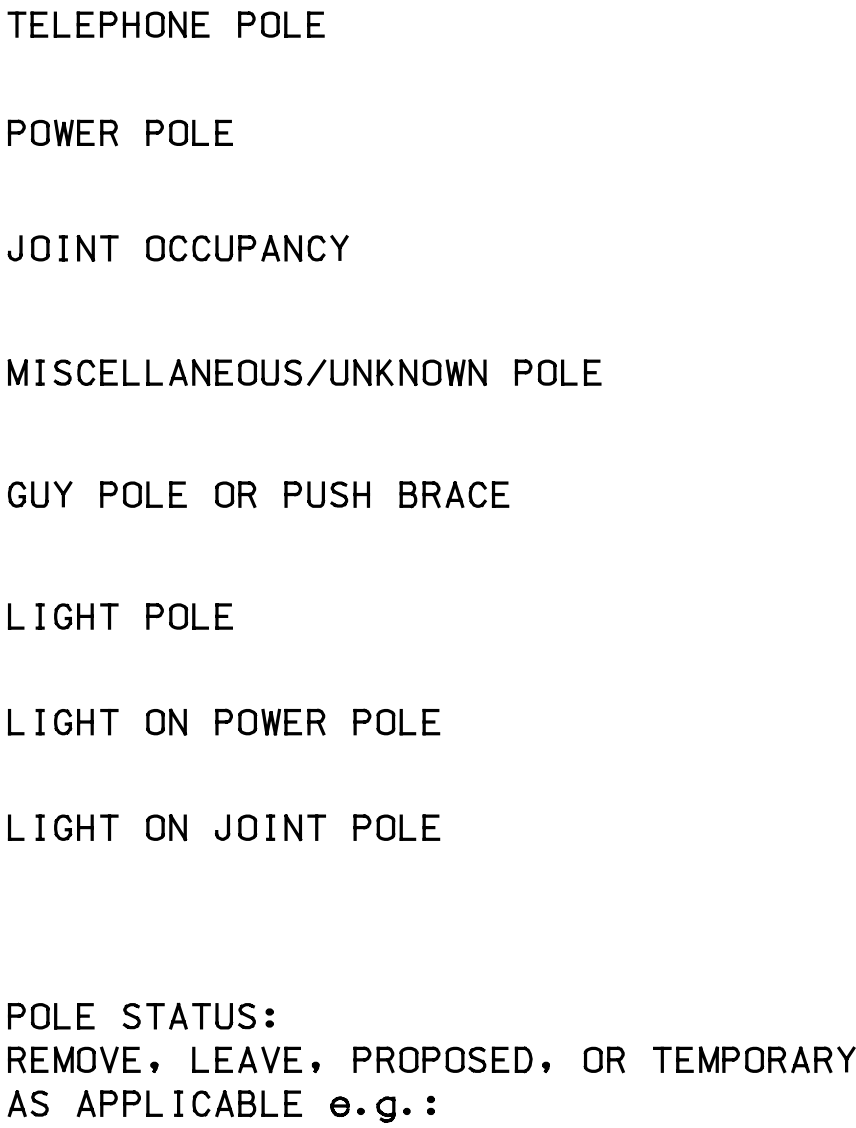 TELEPHONE POLE
POWER POLE
JOINT OCCUPANCY
MISCELLANEOUS/UNKNOWN POLE
GUY POLE OR PUSH BRACE
LIGHT POLE
LIGHT ON POWER POLE
LIGHT ON JOINT POLE
POLE STATUS:
REMOVE, LEAVE, PROPOSED, OR TEMPORARY
AS APPLICABLE e.g.: